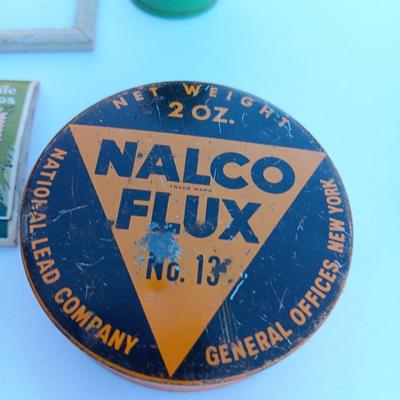 NET WEIGHT
2 OZ.
NALCO
TRADE MARK
FLUX
No. 13
NATIONAL LEAD COMPANY
GENERAL OFFICES, NEW YORK